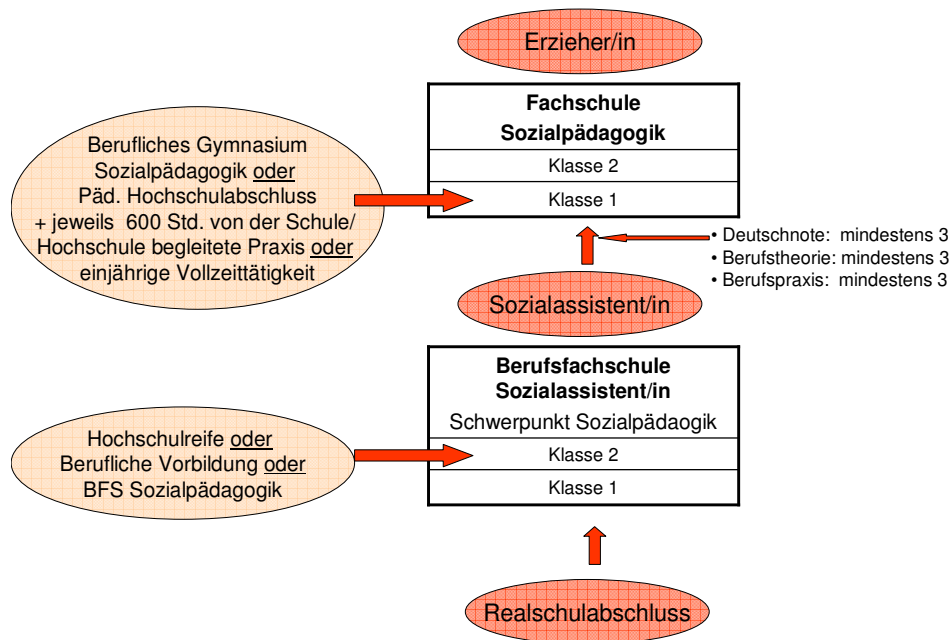 Erzieher/in
Fachschule
Sozialpädagogik
Klasse 2
Klasse 1
Berufliches Gymnasium
Sozialpädagogik oder
Päd. Hochschulabschluss
+ jeweils 600 Std. von der Schule/
Hochschule begleitete Praxis oder
einjährige Vollzeittätigkeit
• Deutschnote: mindestens 3
• Berufstheorie: mindestens 3
• Berufspraxis: mindestens 3
Sozialassistent/in
Berufsfachschule
Sozialassistent/in
Schwerpunkt Sozialpädaogik
Klasse 2
Klasse 1
Hochschulreife oder
Berufliche Vorbildung oder
BFS Sozialpädagogik
Realschulabschluss